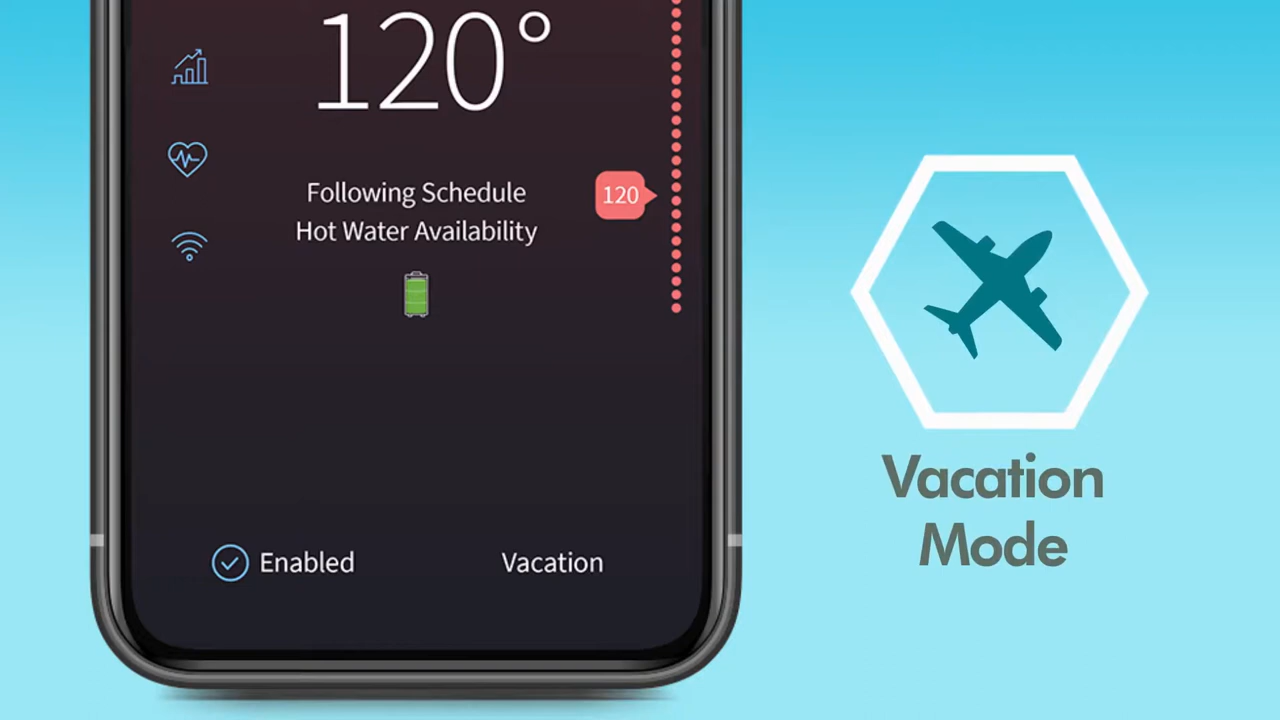 120°
Following Schedule
120
Hot Water Availability
Enabled
Vacation
Vacation
Mode